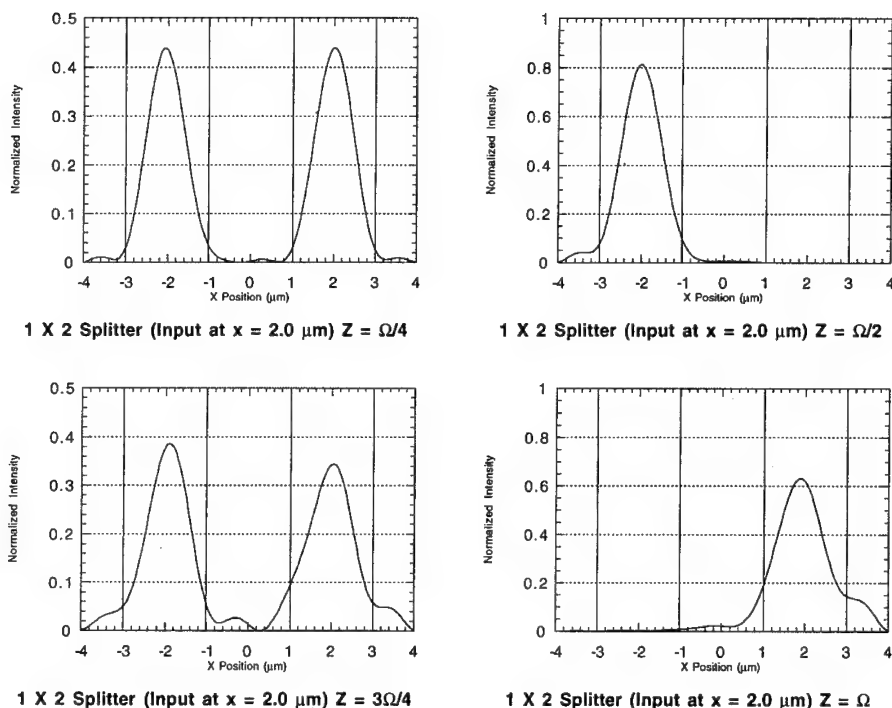 0.5
0.4
0.3
0.2
0.1
0
Normalized Intensity
-4 -3 -2 -1 0 1 2 3 4
X Position (µm)
1 X 2 Splitter (Input at x = 2.0 µm) Z = Ω/4
1
0.8
0.6
0.4
0.2
0
Normalized Intensity
-4 -3 -2 -1 0 1 2 3 4
X Position (µm)
1 X 2 Splitter (Input at x = 2.0 µm) Z = Ω/2
0.5
0.4
0.3
0.2
0.1
0
Normalized Intensity
-4 -3 -2 -1 0 1 2 3 4
X Position (µm)
1 X 2 Splitter (Input at x = 2.0 µm) Z = 3Ω/4
1
0.8
0.6
0.4
0.2
0
Normalized Intensity
-4 -3 -2 -1 0 1 2 3 4
X Position (µm)
1 X 2 Splitter (Input at x = 2.0 µm) Z = Ω